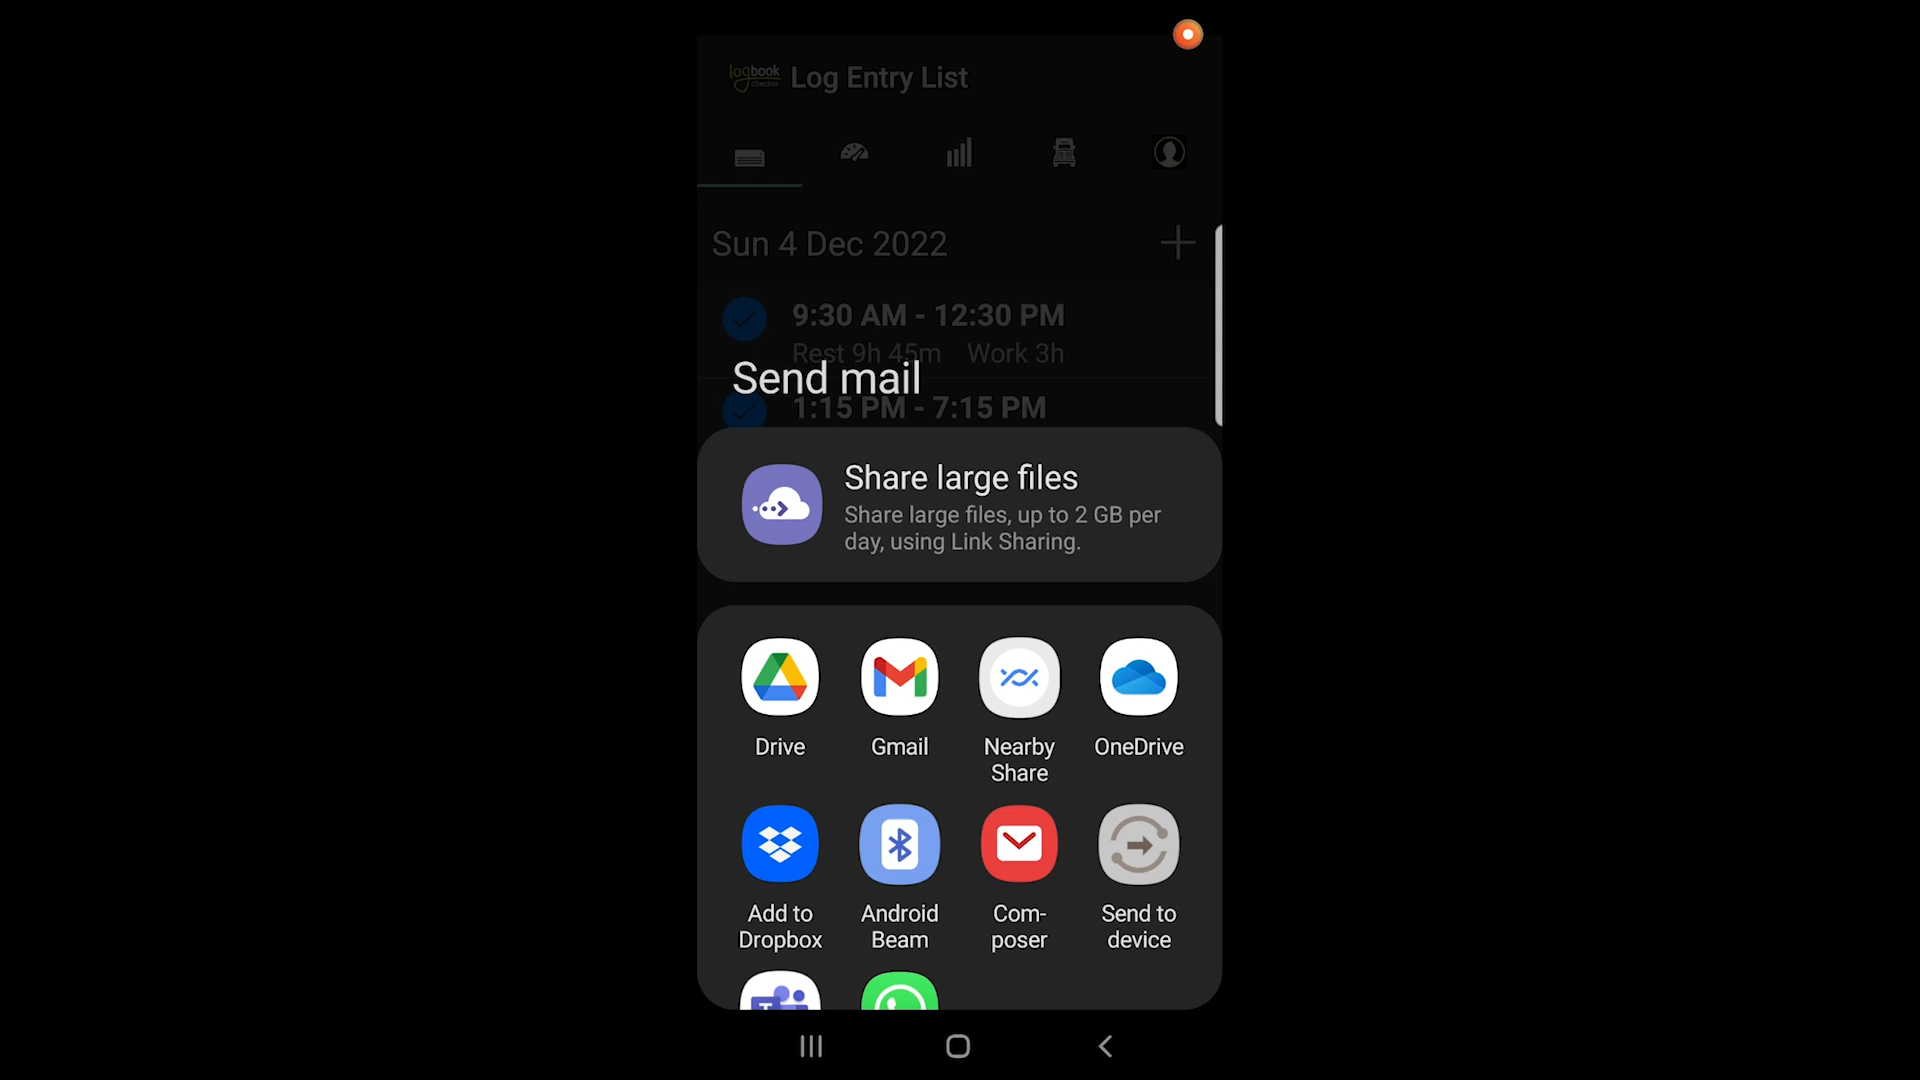 logbook
checker
Log Entry List
Sun 4 Dec 2022
9:30 AM - 12:30 PM
Rest 9h 45m Work 3h
Send mail
1:15 PM - 7:15 PM
Share large files
Share large files, up to 2 GB per
day, using Link Sharing.
Drive
Gmail
Nearby
Share
OneDrive
Add to
Dropbox
Android
Beam
Com-
poser
Send to
device
T